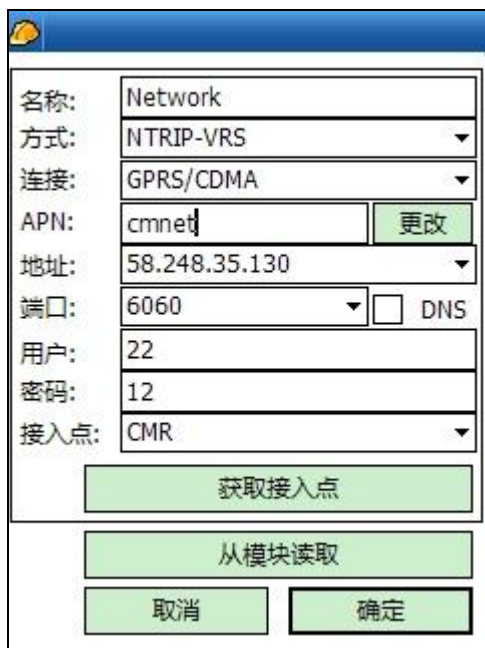 名称: Network
方式: NTRIP-VRS
连接: GPRS/CDMA
APN: cmnet 更改
地址: 58.248.35.130
端口: 6060 DNS
用户: 22
密码: 12
接入点: CMR
获取接入点
从模块读取
取消 确定